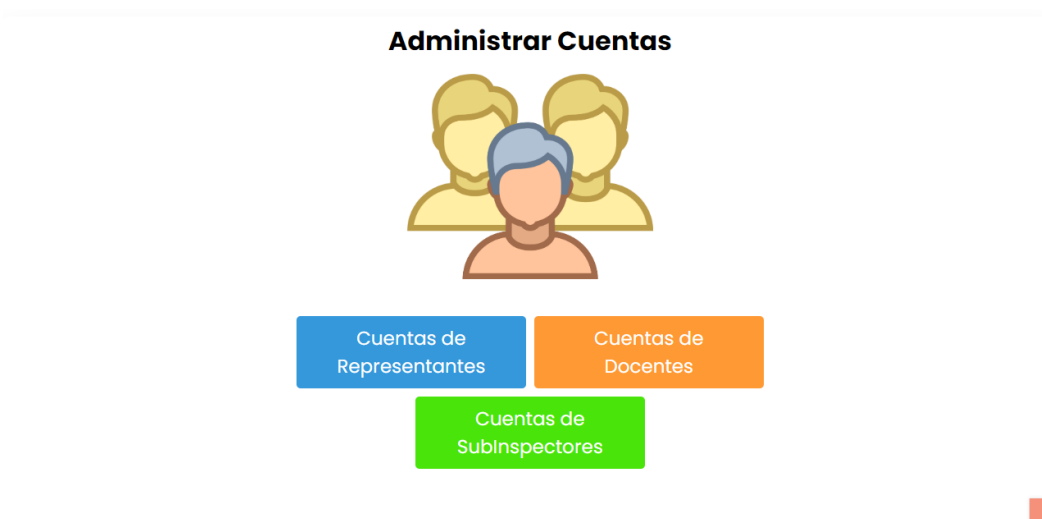 Administrar Cuentas
Cuentas de
Representantes
Cuentas de
Docentes
Cuentas de
SubInspectores